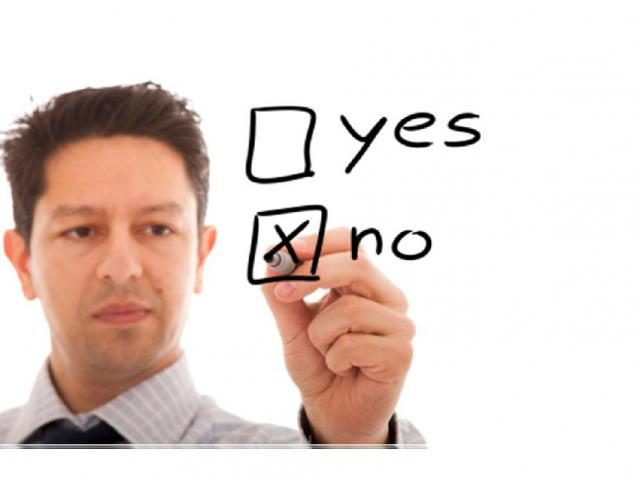 yes
x no